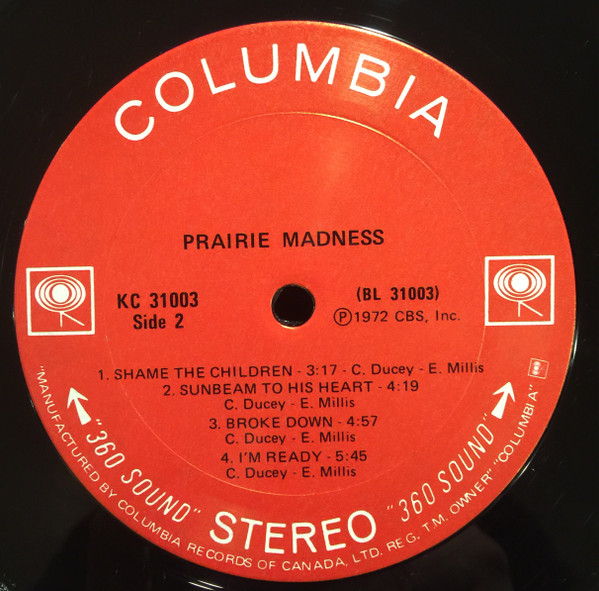 COLUMBIA
PRAIRIE MADNESS
KC 31003
Side 2
(BL 31003)
Ⓟ1972 CBS, Inc.
1. SHAME THE CHILDREN - 3:17 - C. Ducey - E. Millis
2. SUNBEAM TO HIS HEART - 4:19
C. Ducey - E. Millis
3. BROKE DOWN - 4:57
C. Ducey - E. Millis
4. I'M READY - 5:45
C. Ducey - E. Millis
"360 SOUND" STEREO "360 SOUND"
"MANUFACTURED BY COLUMBIA RECORDS OF CANADA, LTD. REG. T.M. OWNER" "COLUMBIA"